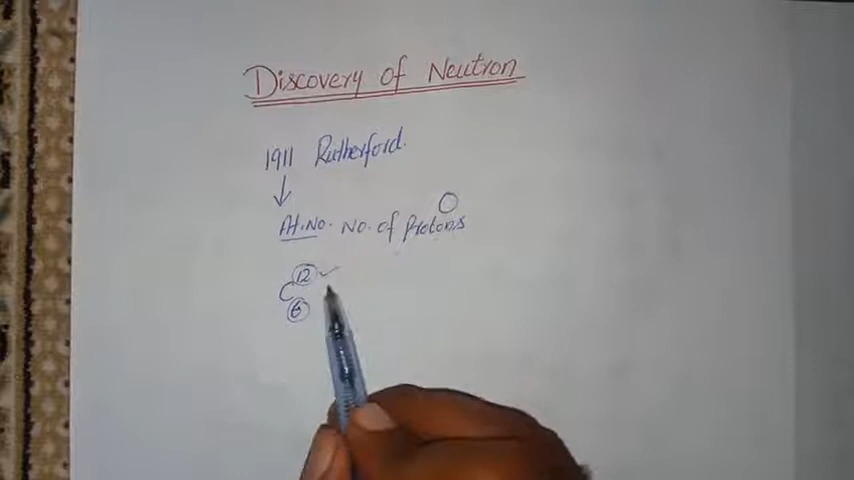 Discovery of Neutron
1911 Rutherford.
At.No. No. of Protons
C 12
6